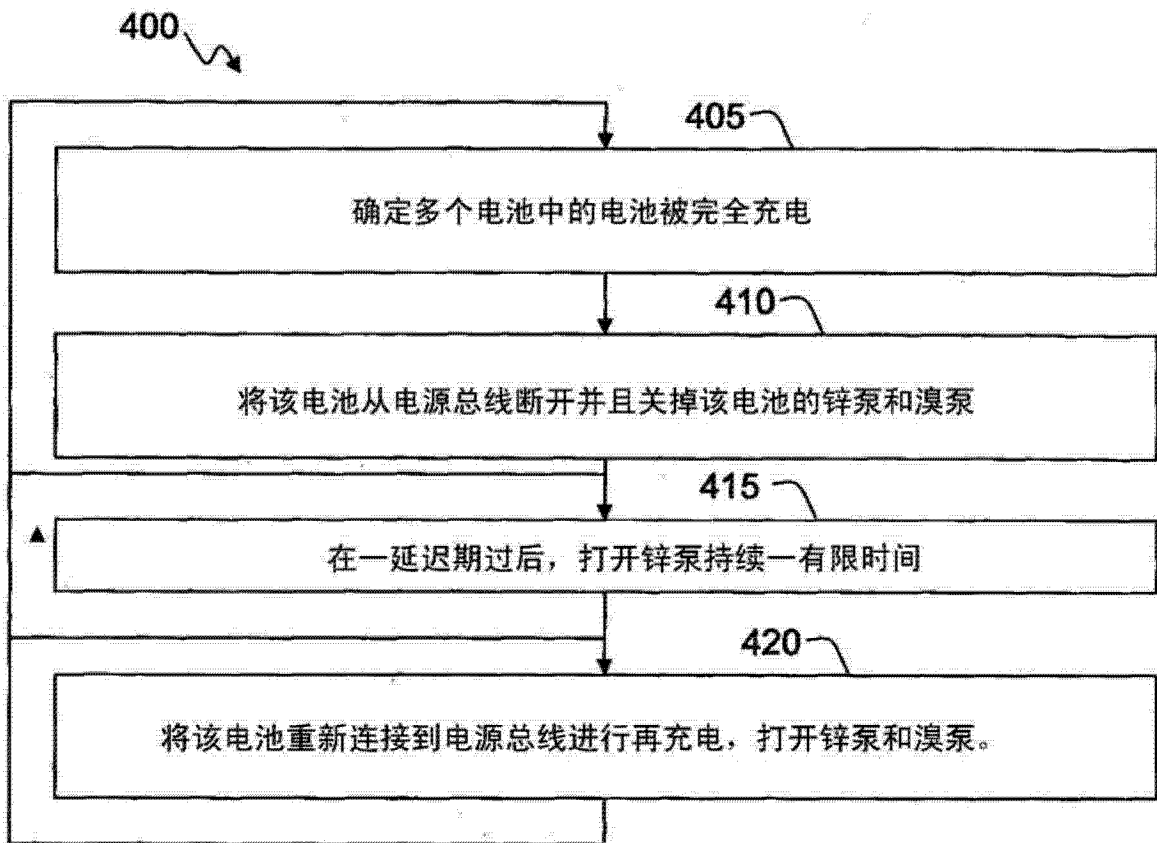 400
405
确定多个电池中的电池被完全充电
410
将该电池从电源总线断开并且关掉该电池的锌泵和溴泵
415
在一延迟期过后，打开锌泵持续一有限时间
420
将该电池重新连接到电源总线进行再充电，打开锌泵和溴泵。